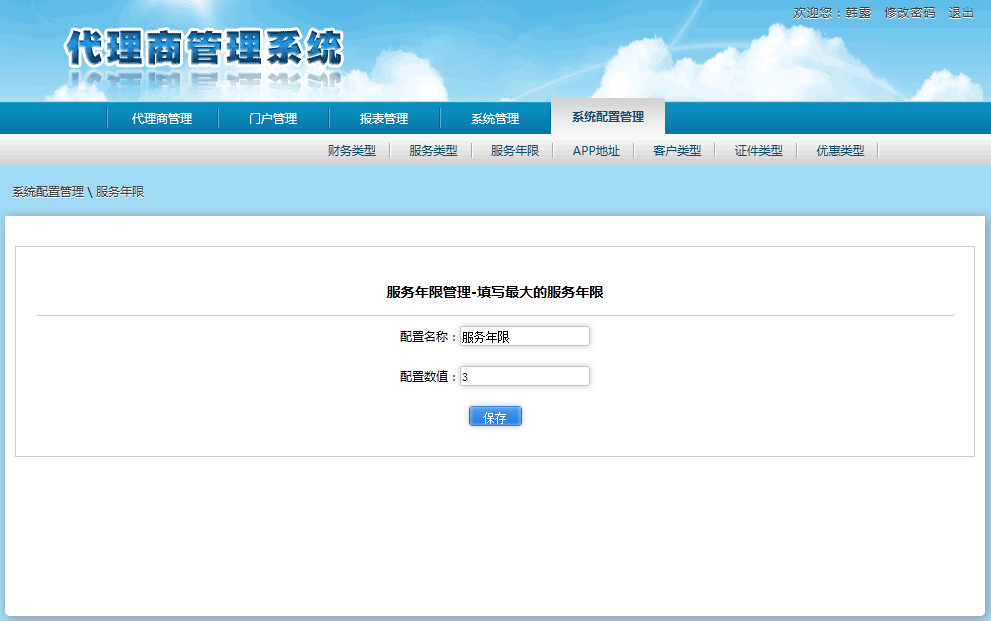 欢迎您：韩露 修改密码 退出
代理商管理系统
代理商管理 门户管理 报表管理 系统管理 系统配置管理
财务类型 服务类型 服务年限 APP地址 客户类型 证件类型 优惠类型
系统配置管理 \ 服务年限
服务年限管理-填写最大的服务年限
配置名称：服务年限
配置数值：3
保存